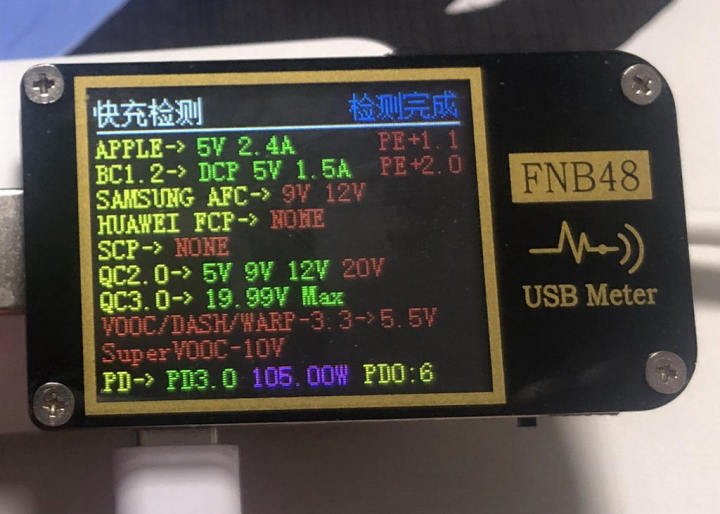 快充检测 检测完成
APPLE-> 5V 2.4A PE+1.1
BC1.2-> DCP 5V 1.5A PE+2.0
SAMSUNG AFC-> 9V 12V
HUAWEI FCP-> NONE
SCP-> NONE
QC2.0-> 5V 9V 12V 20V
QC3.0-> 19.99V Max
VOOC/DASH/WARP-3.3->5.5V
SuperVOOC-10V
PD-> PD3.0 105.00W PDO:6
FNB48
USB Meter